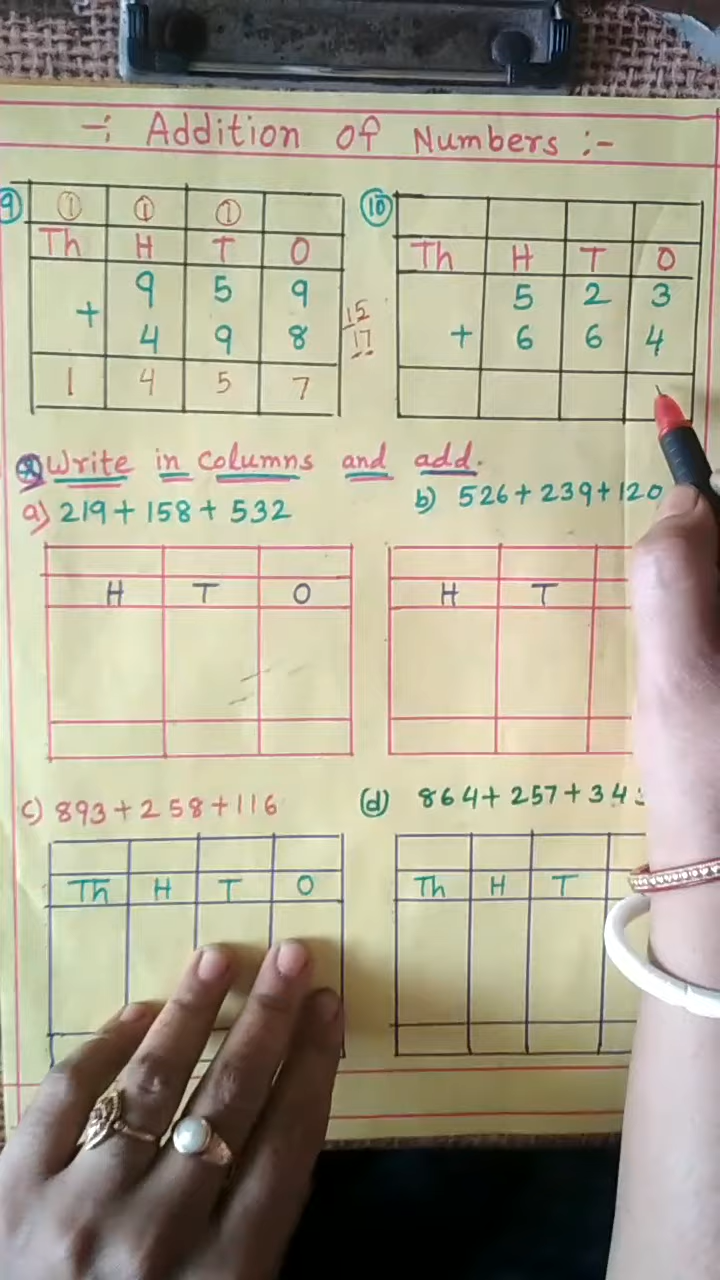 -: Addition of Numbers :-
9 ① ① ①
Th H T O
9 5 9
+ 4 9 8
1 4 5 7
15
17
10
Th H T O
5 2 3
+ 6 6 4
Write in columns and add.
a) 219 + 158 + 532
b) 526 + 239 + 120
H T O
H T
c) 893 + 258 + 116
(d) 864 + 257 + 34
Th H T O
Th H T